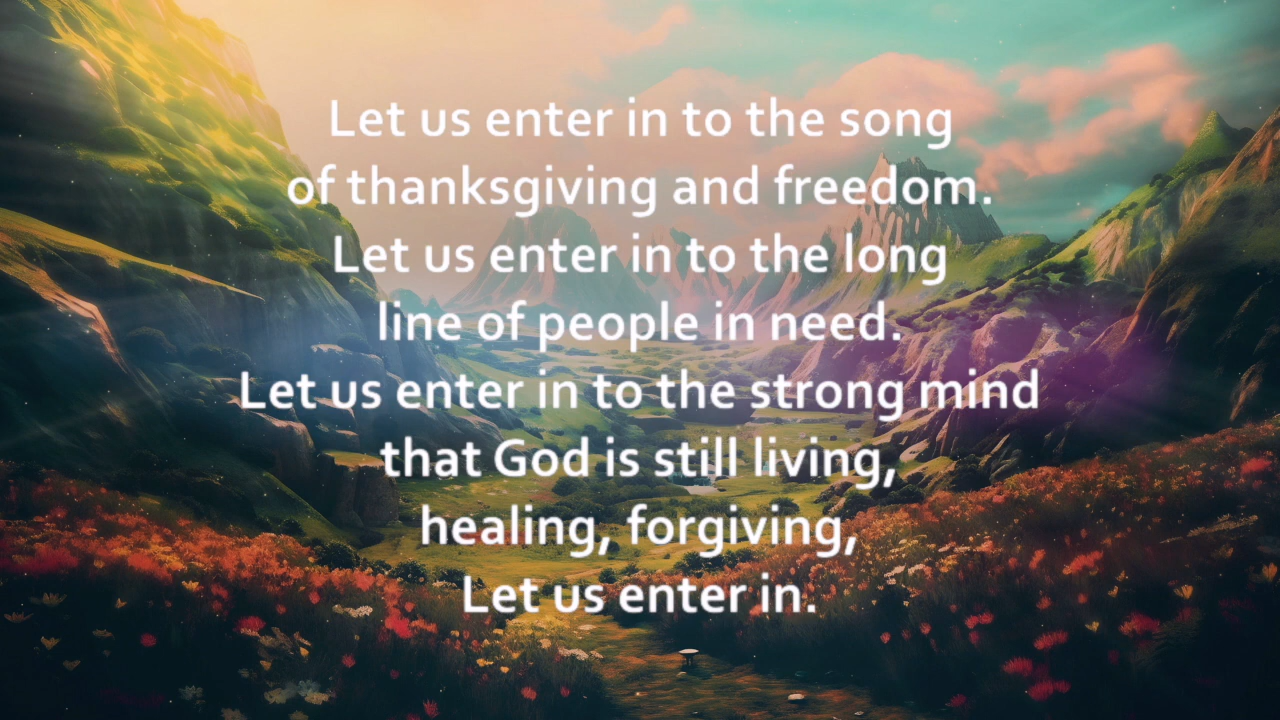 Let us enter in to the song
of thanksgiving and freedom.
Let us enter in to the long
line of people in need.
Let us enter in to the strong mind
that God is still living,
healing, forgiving,
Let us enter in.